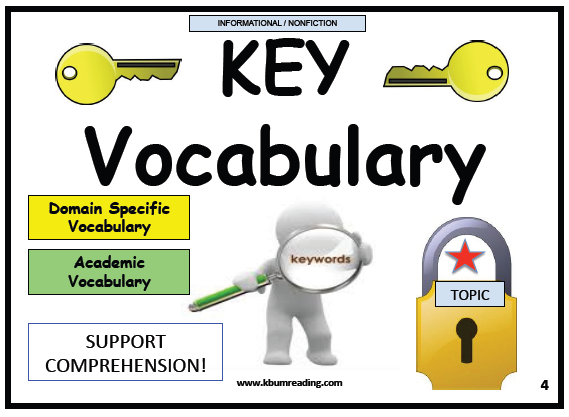 INFORMATIONAL / NONFICTION
KEY
Vocabulary
Domain Specific
Vocabulary
Academic
Vocabulary
keywords
TOPIC
SUPPORT
COMPREHENSION!
www.kbumreading.com
4